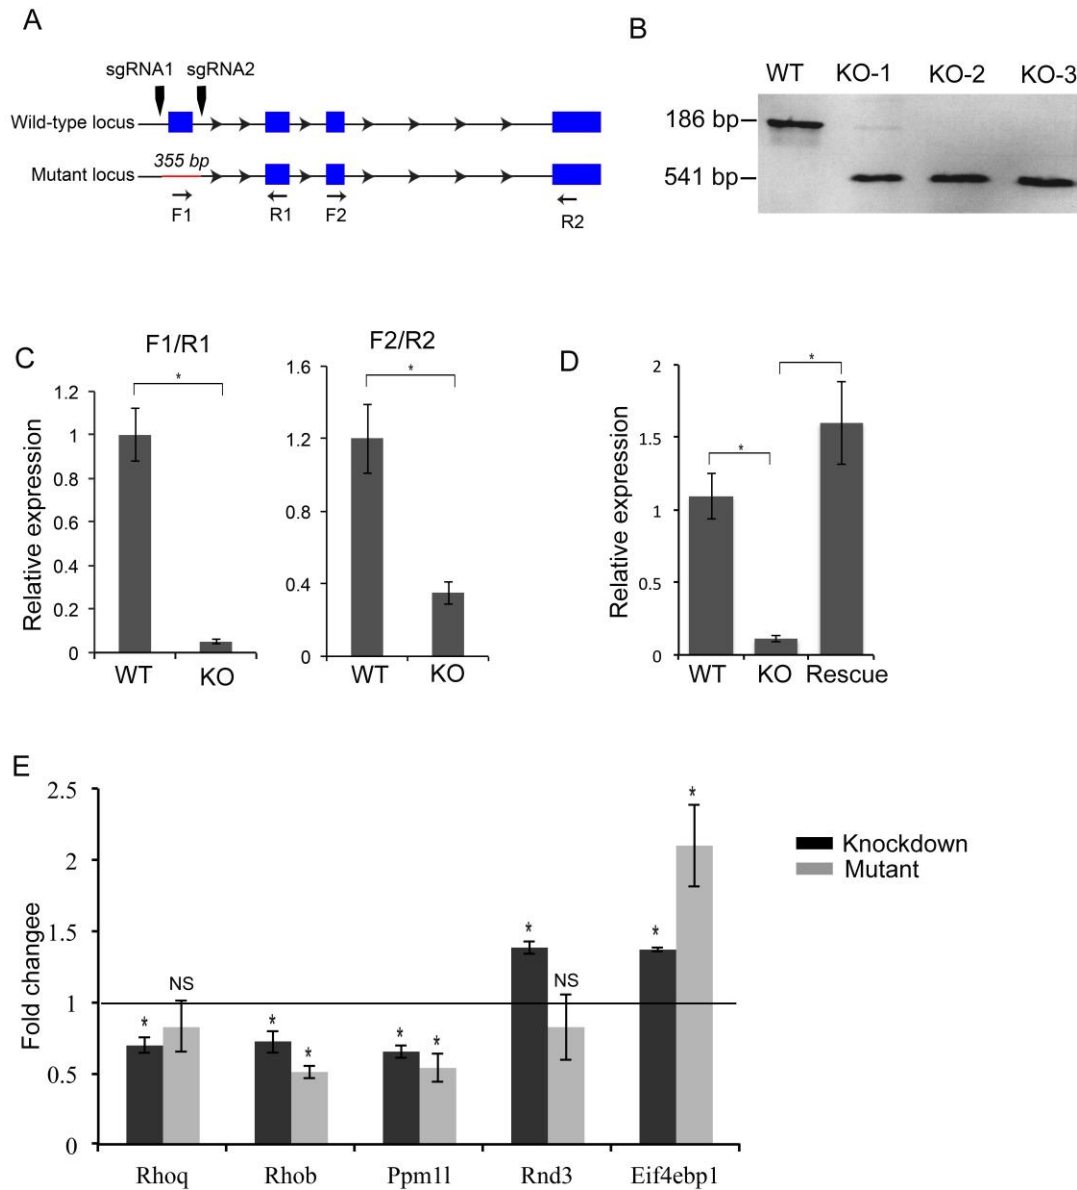 A
sgRNA1 sgRNA2
Wild-type locus
355 bp
Mutant locus
F1 R1 F2 R2
B
WT KO-1 KO-2 KO-3
186 bp
541 bp
C
F1/R1
Relative expression
1.2
1
0.8
0.6
0.4
0.2
0
*
WT KO
F2/R2
1.6
1.2
0.8
0.4
0
*
WT KO
D
Relative expression
2
1.5
1
0.5
0
* *
WT KO Rescue
E
Fold changee
2.5
2
1.5
1
0.5
0
* NS * * * * * NS * *
Rhoq Rhob Ppm1l Rnd3 Eif4ebp1
Knockdown
Mutant